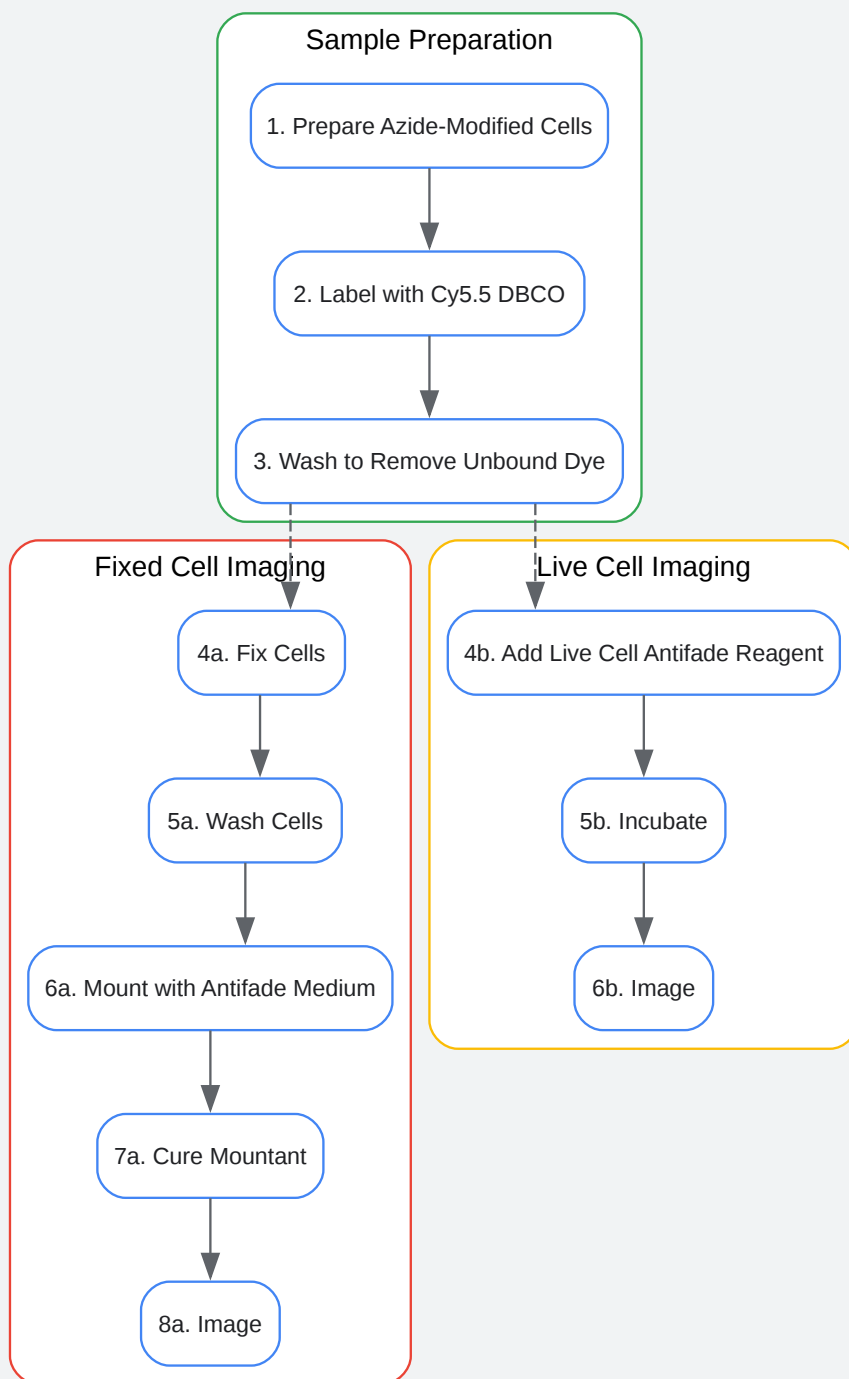 Sample Preparation
1. Prepare Azide-Modified Cells
2. Label with Cy5.5 DBCO
3. Wash to Remove Unbound Dye
Fixed Cell Imaging
4a. Fix Cells
5a. Wash Cells
6a. Mount with Antifade Medium
7a. Cure Mountant
8a. Image
Live Cell Imaging
4b. Add Live Cell Antifade Reagent
5b. Incubate
6b. Image